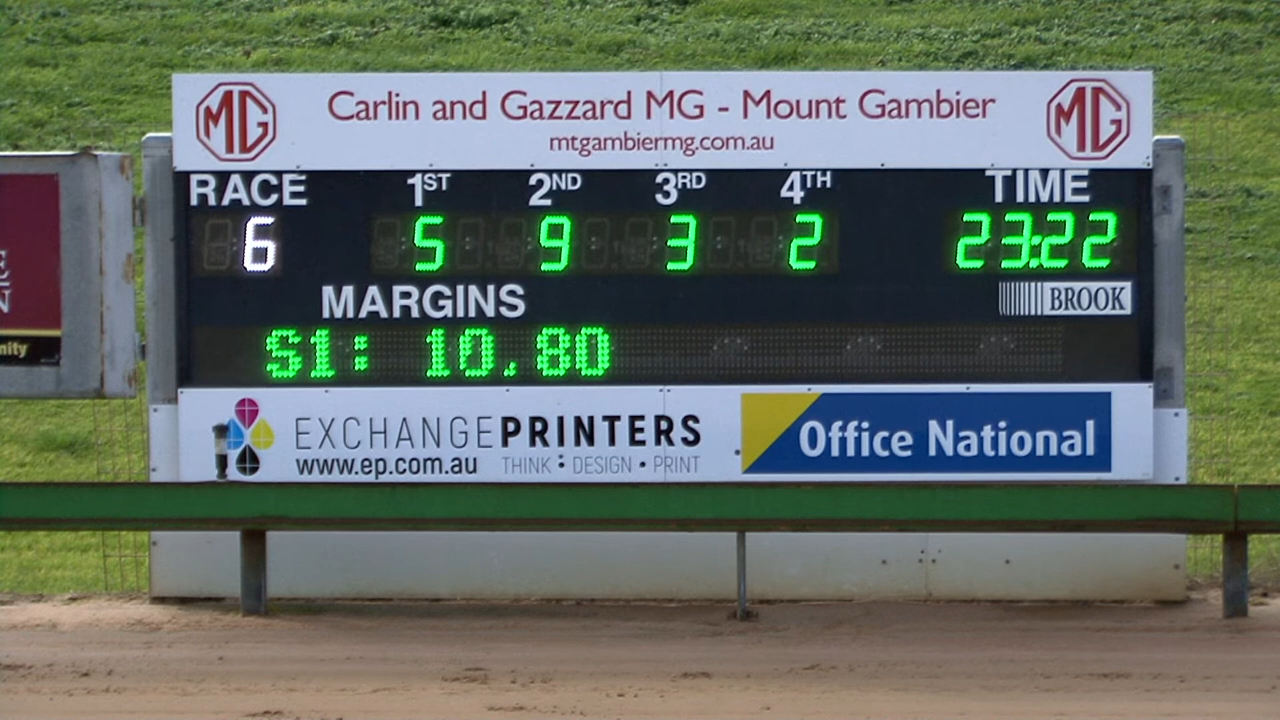 MG Carlin and Gazzard MG - Mount Gambier MG
mtgambiermg.com.au
RACE 1ST 2ND 3RD 4TH TIME
6 5 9 3 2 23:22
MARGINS BROOK
S1: 10.80
EXCHANGEPRINTERS
www.ep.com.au THINK : DESIGN • PRINT
Office National